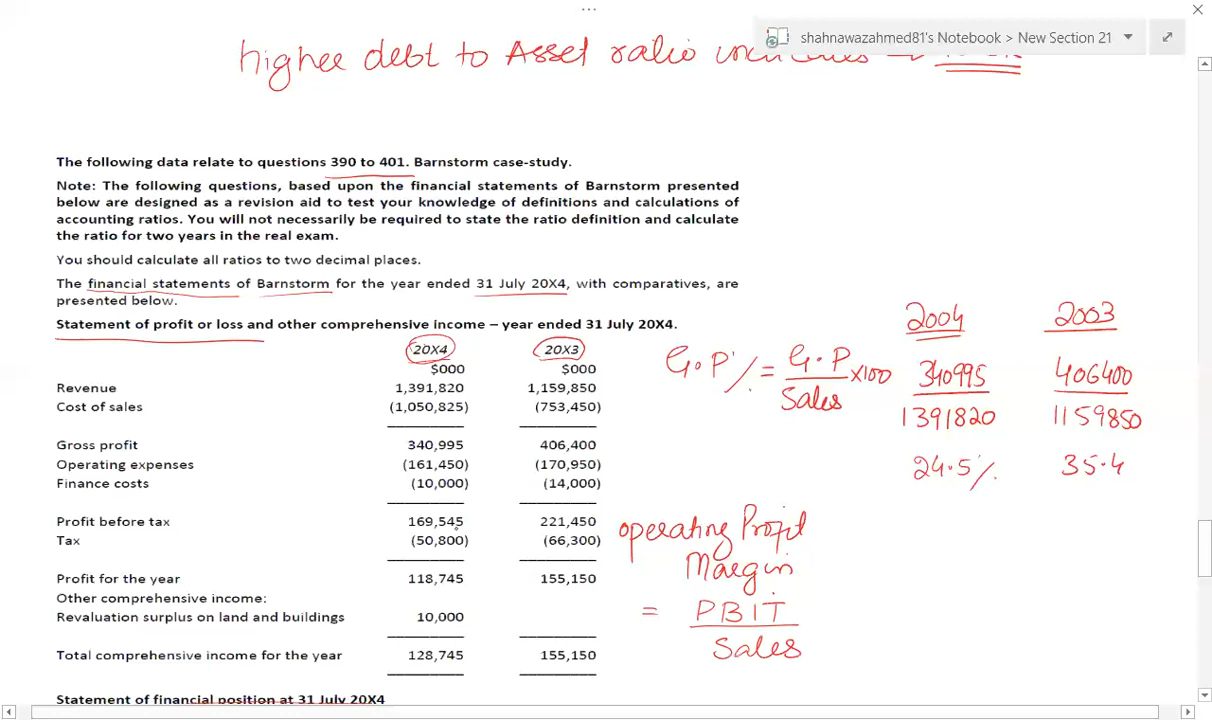 shahnawazahmed81's Notebook > New Section 21
higher debt to Asset ratio
The following data relate to questions 390 to 401. Barnstorm case-study.
Note: The following questions, based upon the financial statements of Barnstorm presented
below are designed as a revision aid to test your knowledge of definitions and calculations of
accounting ratios. You will not necessarily be required to state the ratio definition and calculate
the ratio for two years in the real exam.
You should calculate all ratios to two decimal places.
The financial statements of Barnstorm for the year ended 31 July 20X4, with comparatives, are
presented below.
Statement of profit or loss and other comprehensive income – year ended 31 July 20X4.
20X4 20X3
$000 $000
Revenue 1,391,820 1,159,850
Cost of sales (1,050,825) (753,450)
Gross profit 340,995 406,400
Operating expenses (161,450) (170,950)
Finance costs (10,000) (14,000)
Profit before tax 169,545 221,450
Tax (50,800) (66,300)
Profit for the year 118,745 155,150
Other comprehensive income:
Revaluation surplus on land and buildings 10,000
Total comprehensive income for the year 128,745 155,150
Statement of financial position at 31 July 20X4
2004 2003
G.P % = G.P x100 340995 406400
Sales 1391820 1159850
24.5% 35.4
operating Profit
Margin
= PBIT
Sales